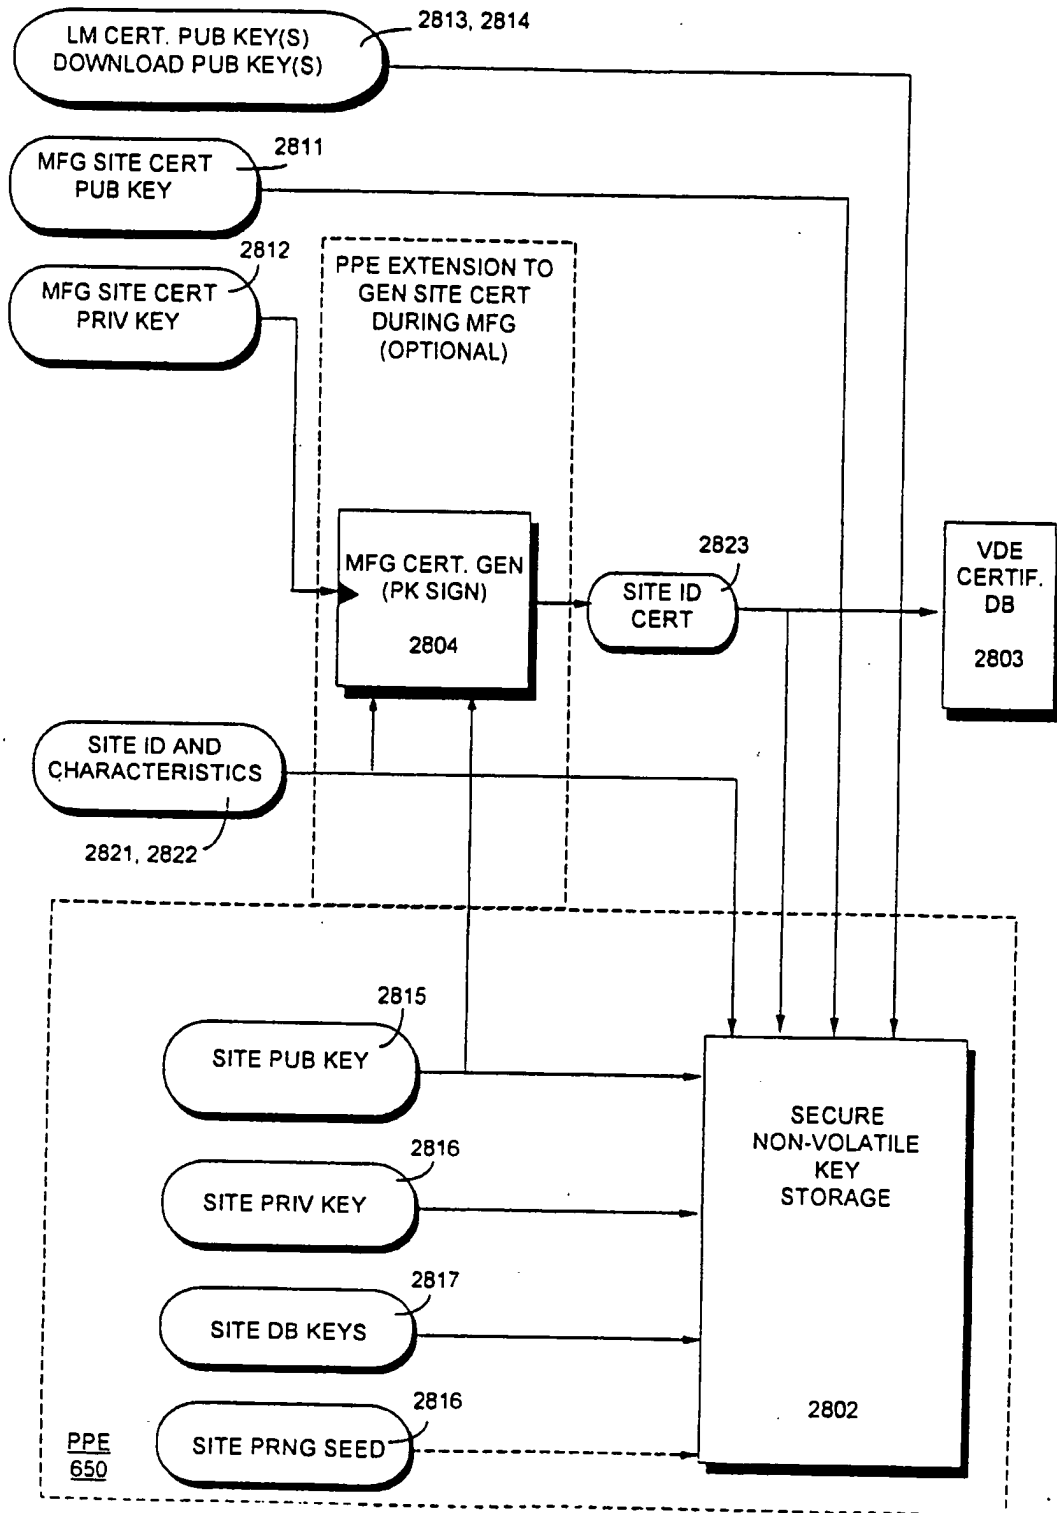 LM CERT. PUB KEY(S)
DOWNLOAD PUB KEY(S)
2813, 2814
MFG SITE CERT
PUB KEY
2811
MFG SITE CERT
PRIV KEY
2812
PPE EXTENSION TO
GEN SITE CERT
DURING MFG
(OPTIONAL)
MFG CERT. GEN
(PK SIGN)
2804
SITE ID
CERT
2823
VDE
CERTIF.
DB
2803
SITE ID AND
CHARACTERISTICS
2821, 2822
SITE PUB KEY
2815
SITE PRIV KEY
2816
SITE DB KEYS
2817
SITE PRNG SEED
2816
SECURE
NON-VOLATILE
KEY
STORAGE
2802
PPE
650